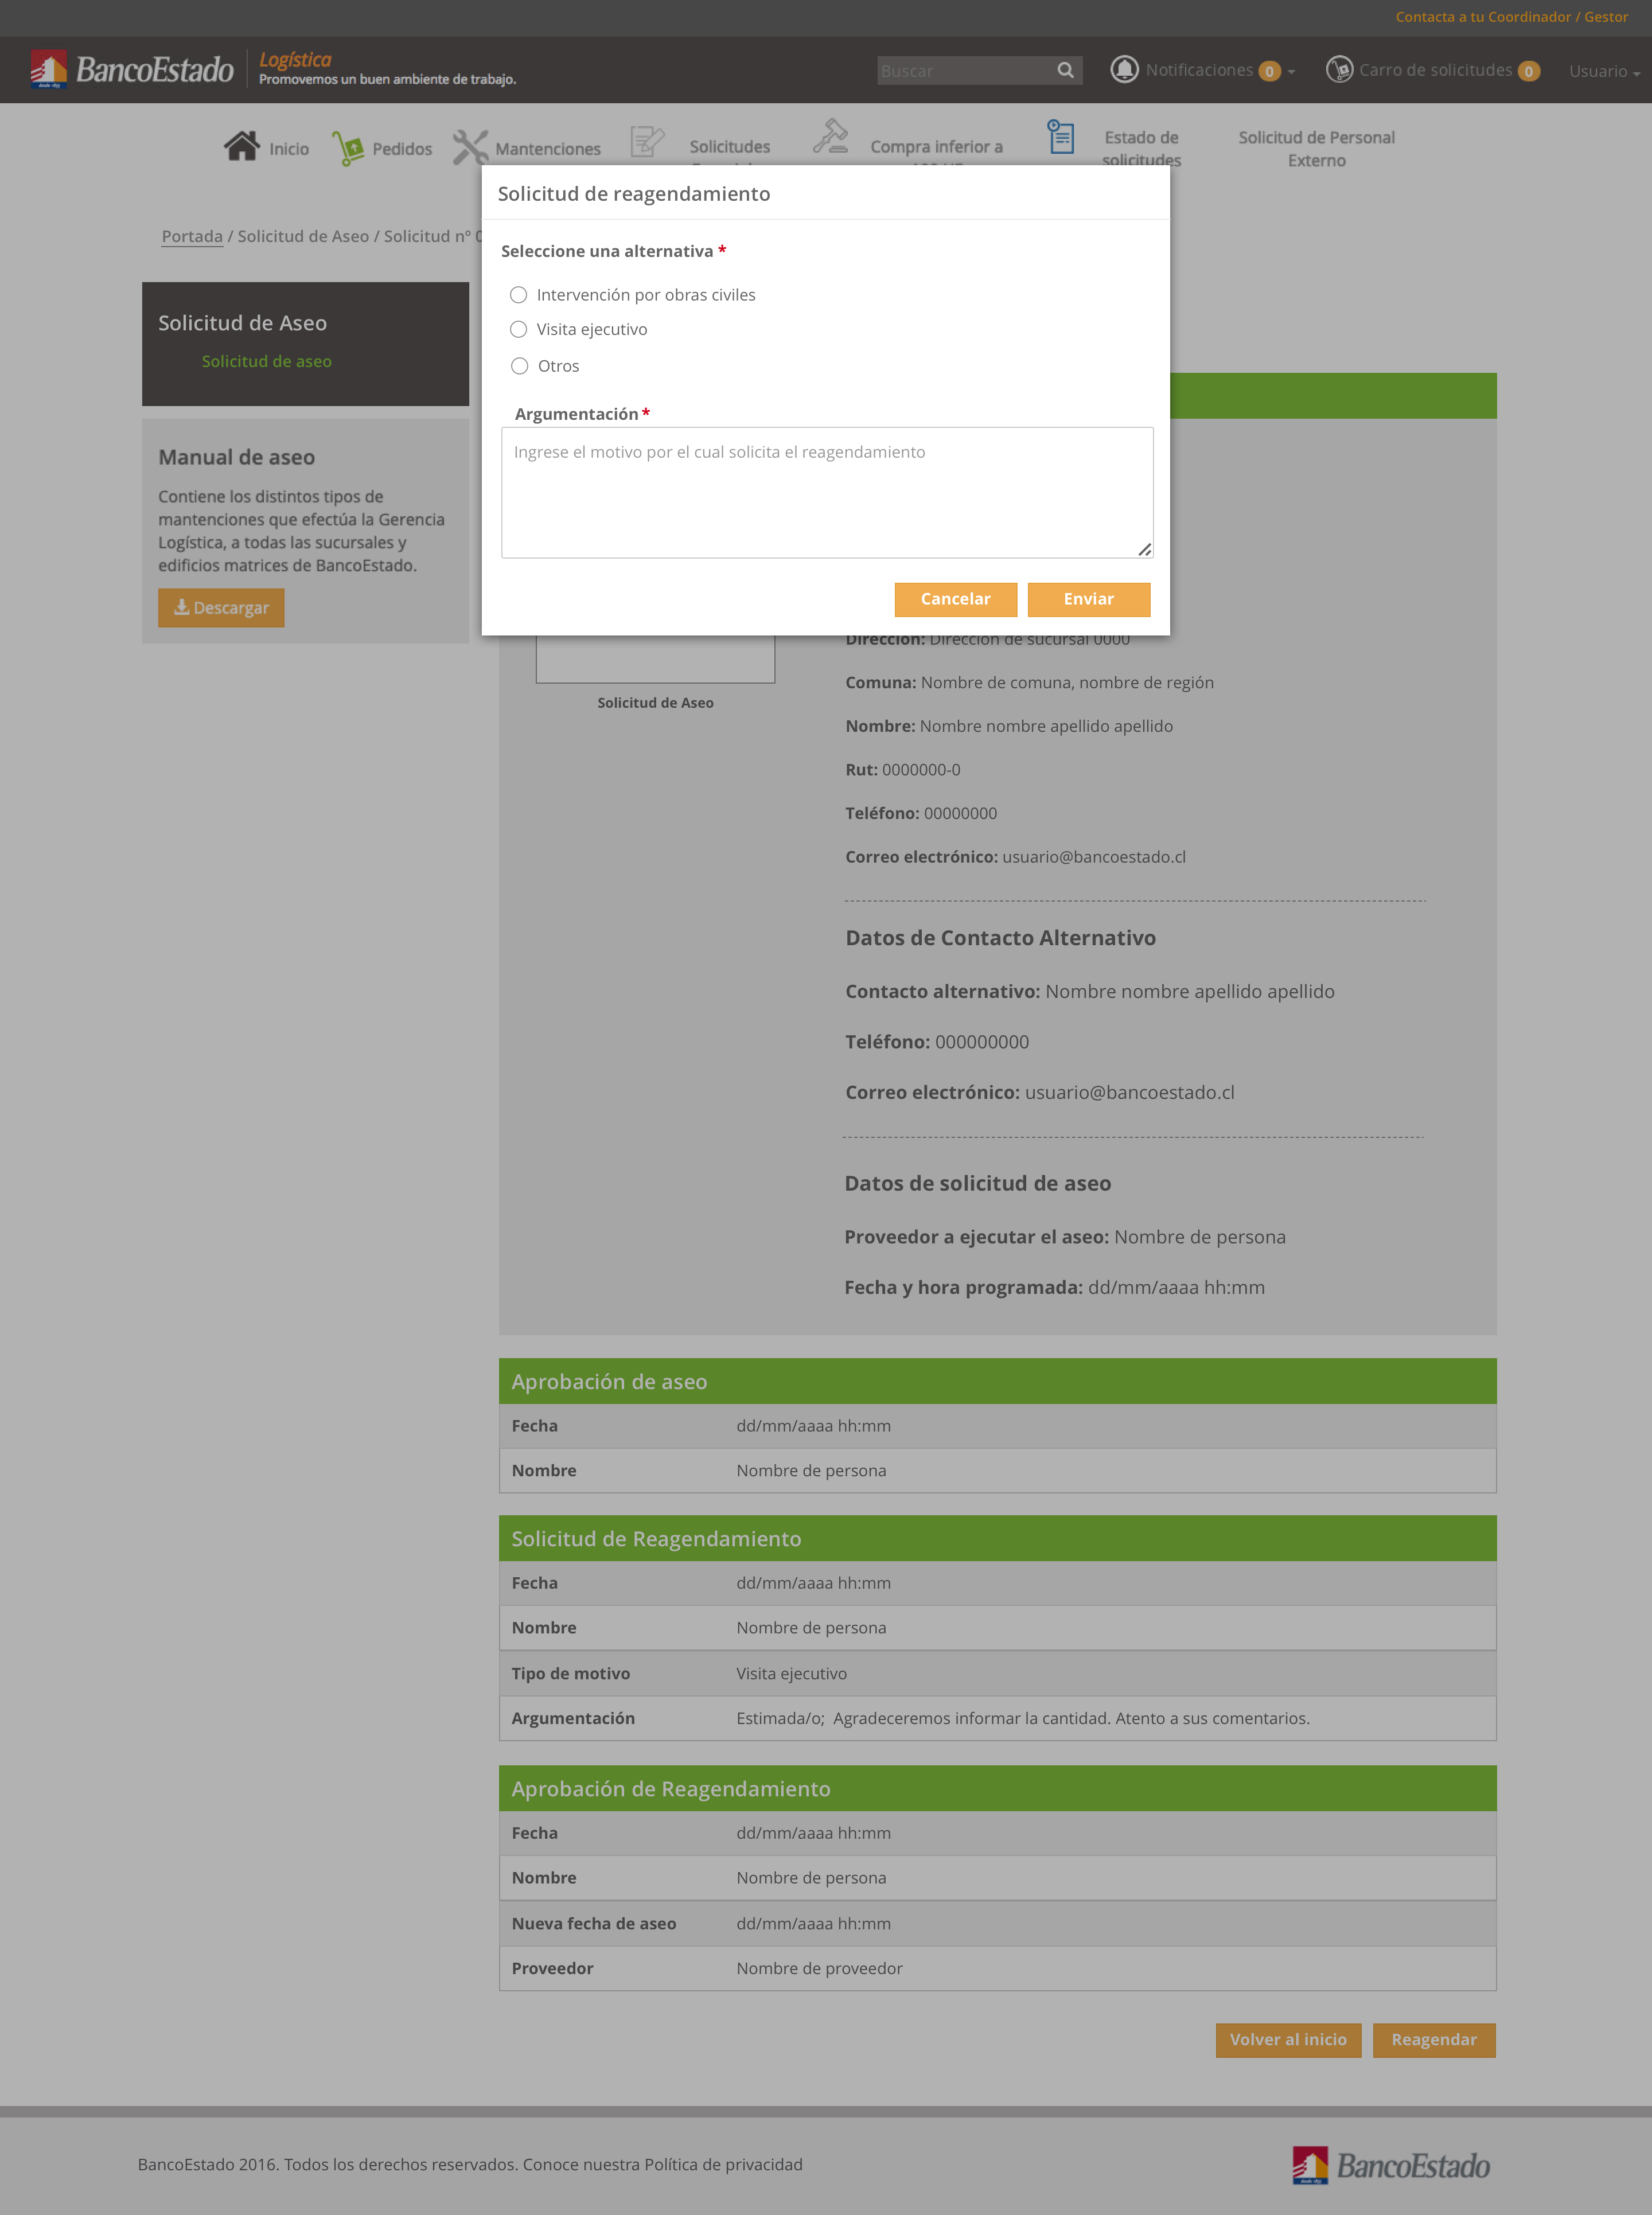 Contacta a tu Coordinador / Gestor
BancoEstado
desde 1855
Logística
Promovemos un buen ambiente de trabajo.
Buscar
Notificaciones 0
Carro de solicitudes 0
Usuario
Inicio
Pedidos
Mantenciones
Solicitudes
Compra inferior a
Estado de
solicitudes
Solicitud de Personal
Externo
Portada / Solicitud de Aseo / Solicitud nº
Solicitud de Aseo
Solicitud de aseo
Manual de aseo
Contiene los distintos tipos de
mantenciones que efectúa la Gerencia
Logística, a todas las sucursales y
edificios matrices de BancoEstado.
Descargar
Solicitud de reagendamiento
Seleccione una alternativa *
Intervención por obras civiles
Visita ejecutivo
Otros
Argumentación *
Ingrese el motivo por el cual solicita el reagendamiento
Cancelar
Enviar
Solicitud de Aseo
Dirección: Dirección de sucursal 0000
Comuna: Nombre de comuna, nombre de región
Nombre: Nombre nombre apellido apellido
Rut: 0000000-0
Teléfono: 00000000
Correo electrónico: usuario@bancoestado.cl
Datos de Contacto Alternativo
Contacto alternativo: Nombre nombre apellido apellido
Teléfono: 000000000
Correo electrónico: usuario@bancoestado.cl
Datos de solicitud de aseo
Proveedor a ejecutar el aseo: Nombre de persona
Fecha y hora programada: dd/mm/aaaa hh:mm
Aprobación de aseo
Fecha dd/mm/aaaa hh:mm
Nombre Nombre de persona
Solicitud de Reagendamiento
Fecha dd/mm/aaaa hh:mm
Nombre Nombre de persona
Tipo de motivo Visita ejecutivo
Argumentación Estimada/o;  Agradeceremos informar la cantidad. Atento a sus comentarios.
Aprobación de Reagendamiento
Fecha dd/mm/aaaa hh:mm
Nombre Nombre de persona
Nueva fecha de aseo dd/mm/aaaa hh:mm
Proveedor Nombre de proveedor
Volver al inicio
Reagendar
BancoEstado 2016. Todos los derechos reservados. Conoce nuestra Política de privacidad
desde 1855
BancoEstado